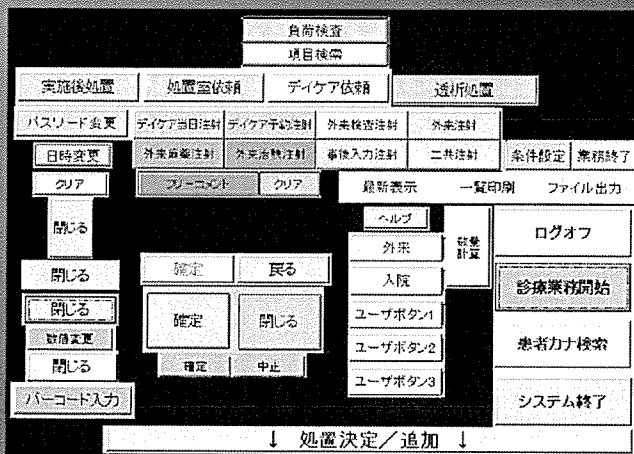 負荷検査
項目検索
実施後処置 処置室依頼 デイケア依頼 透析処置
パスワード変更 デイケア当日注射 デイケア予約注射 外来検査注射 外来注射
日時変更 外来麻薬注射 外来治験注射 事後入力注射 二共注射 条件設定 業務終了
クリア フリーコメント クリア 最新表示 一覧印刷 ファイル出力
閉じる ヘルプ 数量計算 ログオフ
外来
閉じる 確定 戻る 入院 診療業務開始
閉じる 確定 閉じる ユーザボタン1
数値変更 ユーザボタン2 患者カナ検索
閉じる 確定 中止 ユーザボタン3
バーコード入力 システム終了
↓ 処置決定/追加 ↓